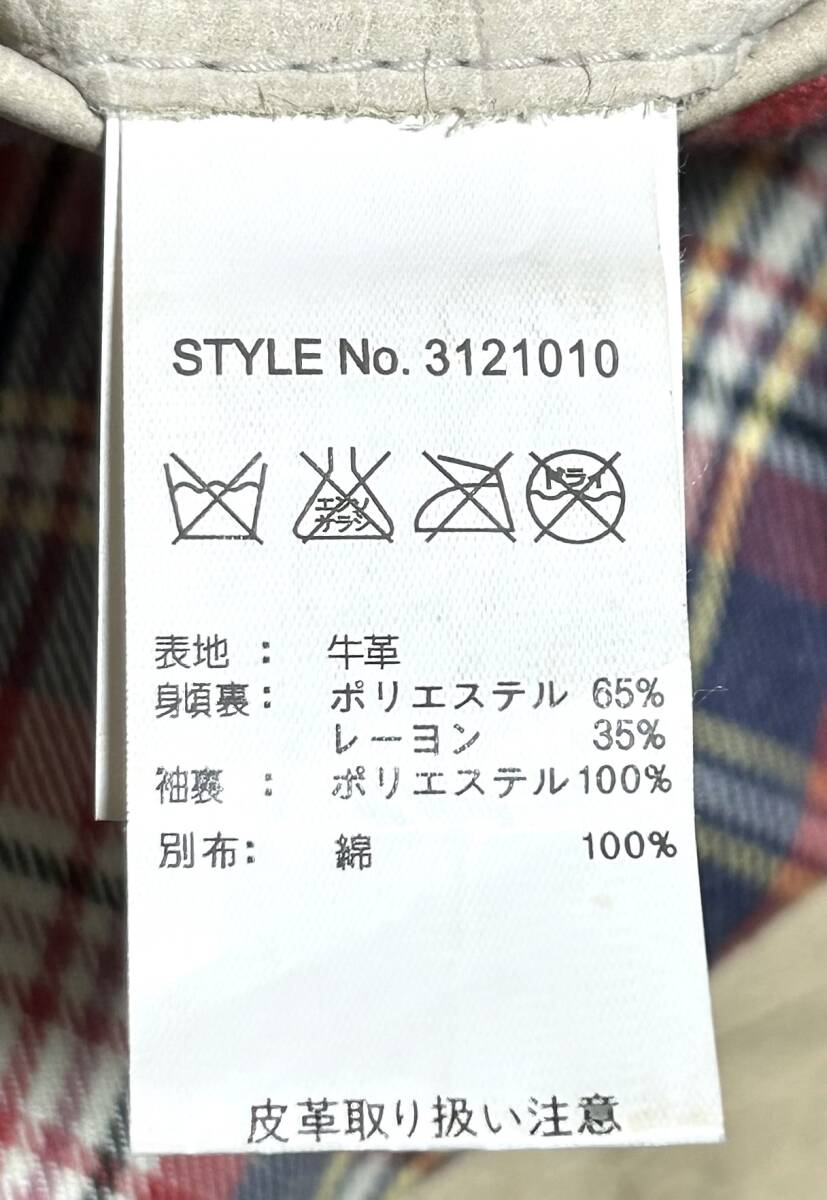 STYLE No. 3121010
エンソ サラシ ドライ
表地 : 牛革
身頃裏: ポリエステル 65%
レーヨン 35%
袖裏 : ポリエステル100%
別布: 綿 100%
皮革取り扱い注意